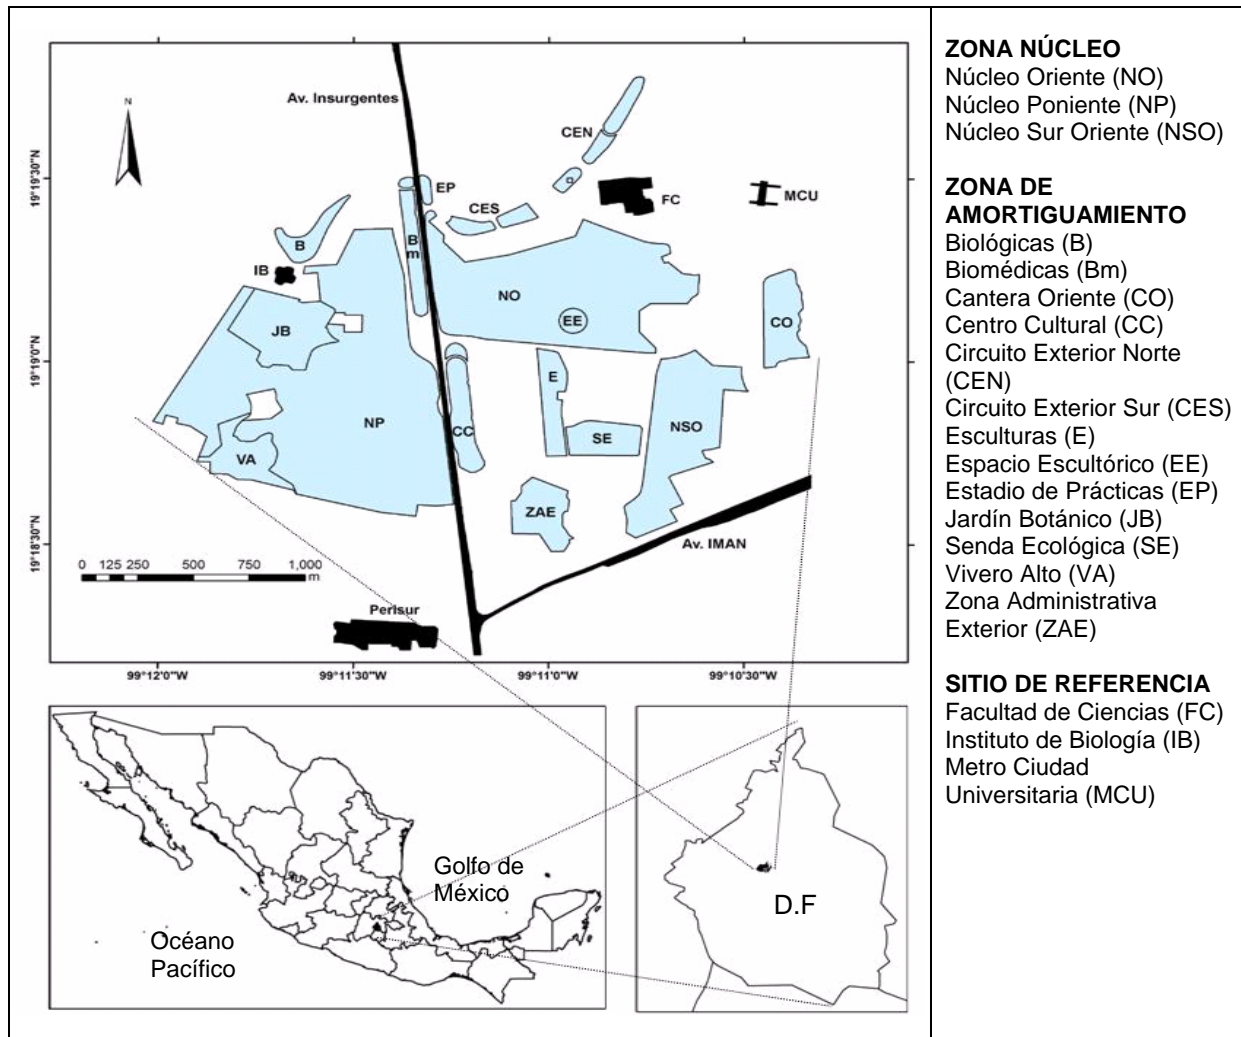 N
Av. Insurgentes
CEN
19°19'30"N
EP
FC
MCU
CES
B
Bm
IB
NO
EE
CO
JB
19°19'0"N
E
NP
CC
SE
NSO
VA
ZAE
Av. IMAN
19°18'30"N
0 125 250 500 750 1,000
m
Perisur
99°12'0"W 99°11'30"W 99°11'0"W 99°10'30"W
Golfo de
México
Océano
Pacífico
D.F
ZONA NÚCLEO
Núcleo Oriente (NO)
Núcleo Poniente (NP)
Núcleo Sur Oriente (NSO)
ZONA DE
AMORTIGUAMIENTO
Biológicas (B)
Biomédicas (Bm)
Cantera Oriente (CO)
Centro Cultural (CC)
Circuito Exterior Norte
(CEN)
Circuito Exterior Sur (CES)
Esculturas (E)
Espacio Escultórico (EE)
Estadio de Prácticas (EP)
Jardín Botánico (JB)
Senda Ecológica (SE)
Vivero Alto (VA)
Zona Administrativa
Exterior (ZAE)
SITIO DE REFERENCIA
Facultad de Ciencias (FC)
Instituto de Biología (IB)
Metro Ciudad
Universitaria (MCU)